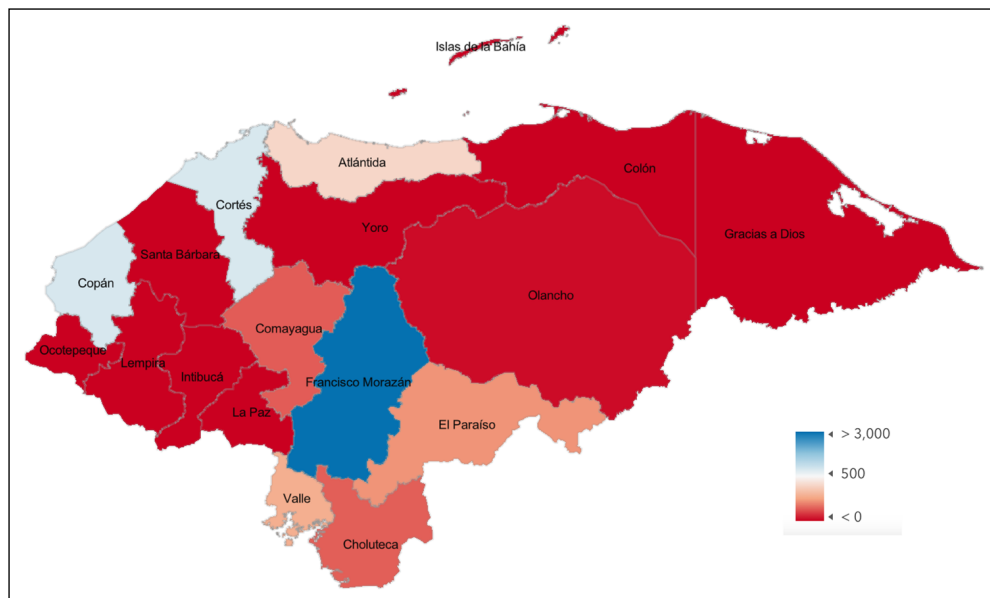 Islas de la Bahía
Atlántida
Colón
Cortés
Yoro
Gracias a Dios
Santa Bárbara
Copán
Olancho
Comayagua
Ocotepeque
Lempira
Intibucá
Francisco Morazán
La Paz
El Paraíso
Valle
Choluteca
> 3,000
500
< 0